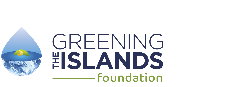 GREENING
THE ISLANDS
foundation